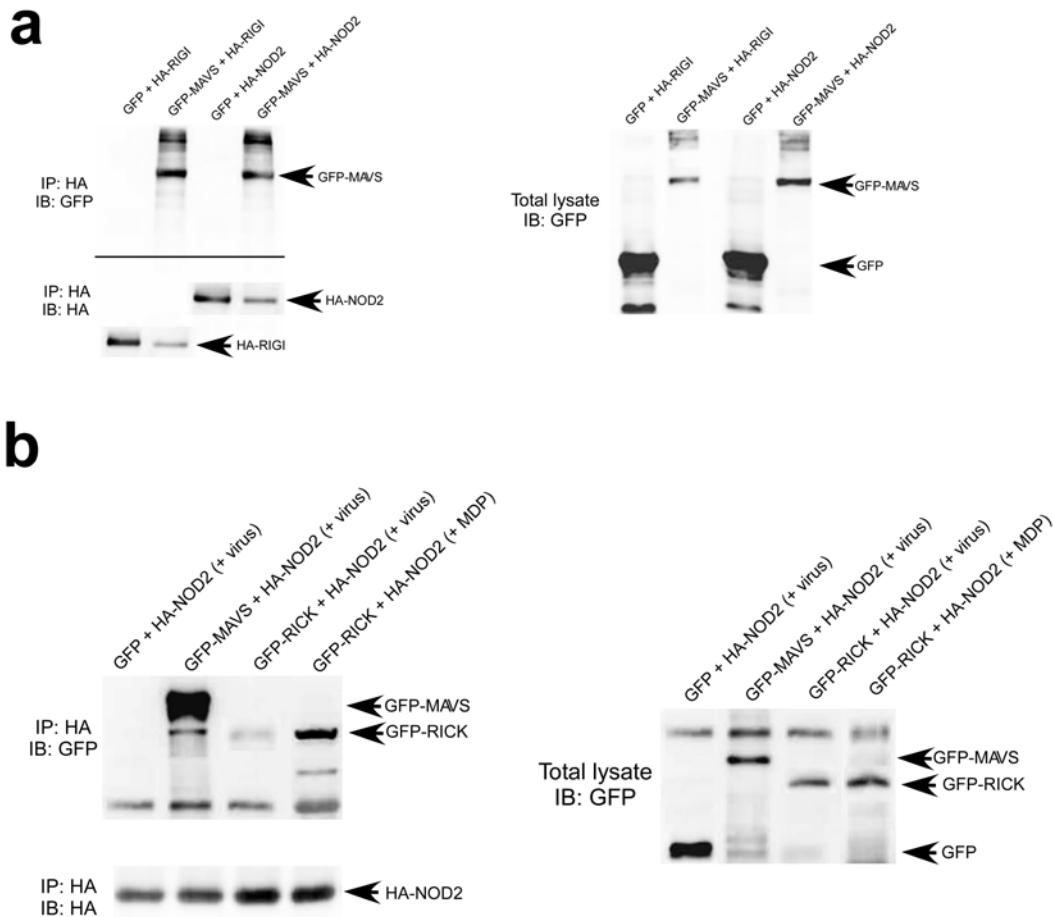 a
GFP + HA-RIGI
GFP-MAVS + HA-RIGI
GFP + HA-NOD2
GFP-MAVS + HA-NOD2
IP: HA
IB: GFP
GFP-MAVS
IP: HA
IB: HA
HA-NOD2
HA-RIGI
GFP + HA-RIGI
GFP-MAVS + HA-RIGI
GFP + HA-NOD2
GFP-MAVS + HA-NOD2
Total lysate
IB: GFP
GFP-MAVS
GFP
b
GFP + HA-NOD2 (+ virus)
GFP-MAVS + HA-NOD2 (+ virus)
GFP-RICK + HA-NOD2 (+ virus)
GFP-RICK + HA-NOD2 (+ MDP)
IP: HA
IB: GFP
GFP-MAVS
GFP-RICK
IP: HA
IB: HA
HA-NOD2
GFP + HA-NOD2 (+ virus)
GFP-MAVS + HA-NOD2 (+ virus)
GFP-RICK + HA-NOD2 (+ virus)
GFP-RICK + HA-NOD2 (+ MDP)
Total lysate
IB: GFP
GFP-MAVS
GFP-RICK
GFP